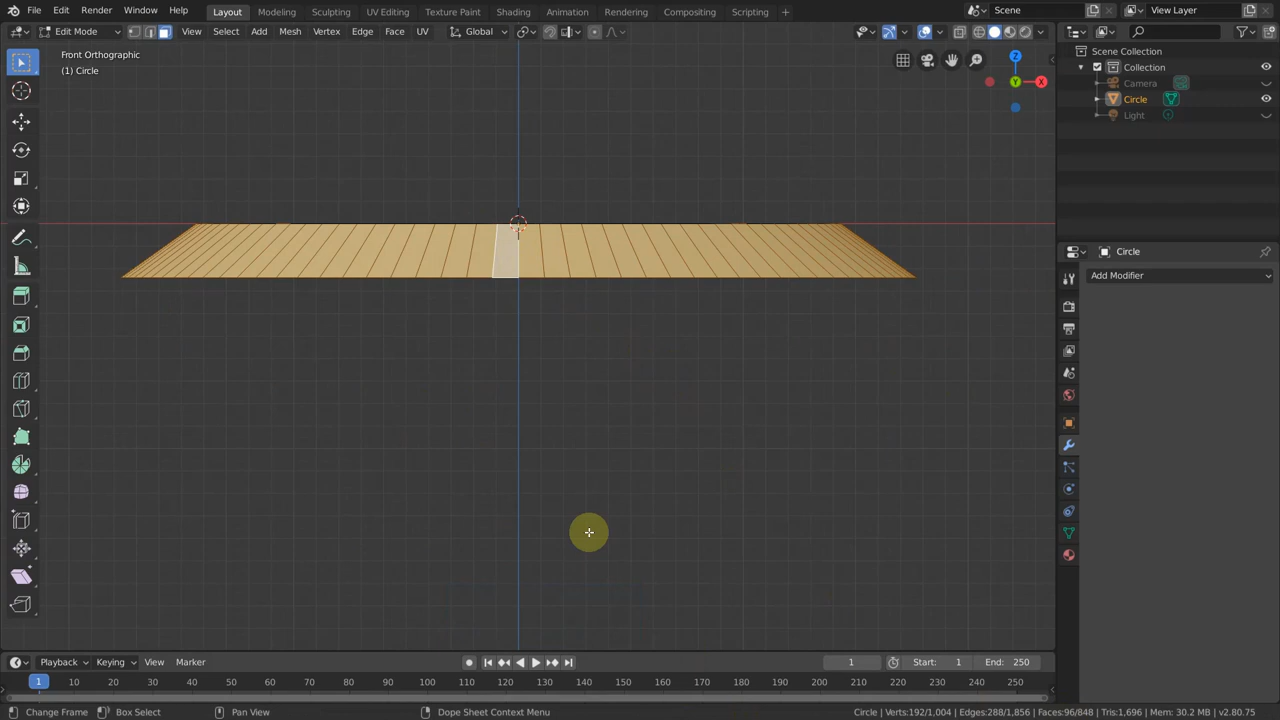 File Edit Render Window Help Layout Modeling Sculpting UV Editing Texture Paint Shading Animation Rendering Compositing Scripting + Scene View Layer
Edit Mode View Select Add Mesh Vertex Edge Face UV Global
Front Orthographic
(1) Circle
Z
Y
X
Scene Collection
Collection
Camera
Circle
Light
Circle
Add Modifier
Playback Keying View Marker 1 Start: 1 End: 250
1 10 20 30 40 50 60 70 80 90 100 110 120 130 140 150 160 170 180 190 200 210 220 230 240 250
Change Frame Box Select Pan View Dope Sheet Context Menu Circle | Verts:192/1,004 | Edges:288/1,856 | Faces:96/848 | Tris:1,696 | Mem: 30.2 MB | v2.80.75